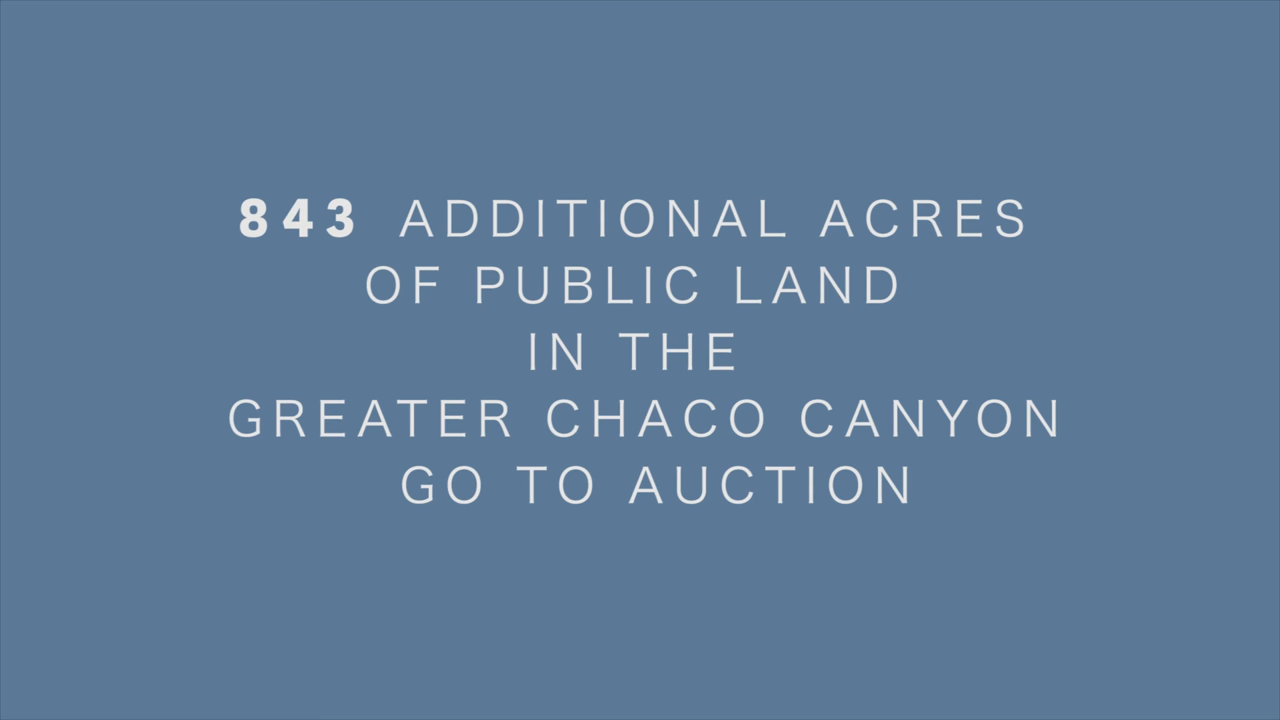 843 ADDITIONAL ACRES
OF PUBLIC LAND
IN THE
GREATER CHACO CANYON
GO TO AUCTION